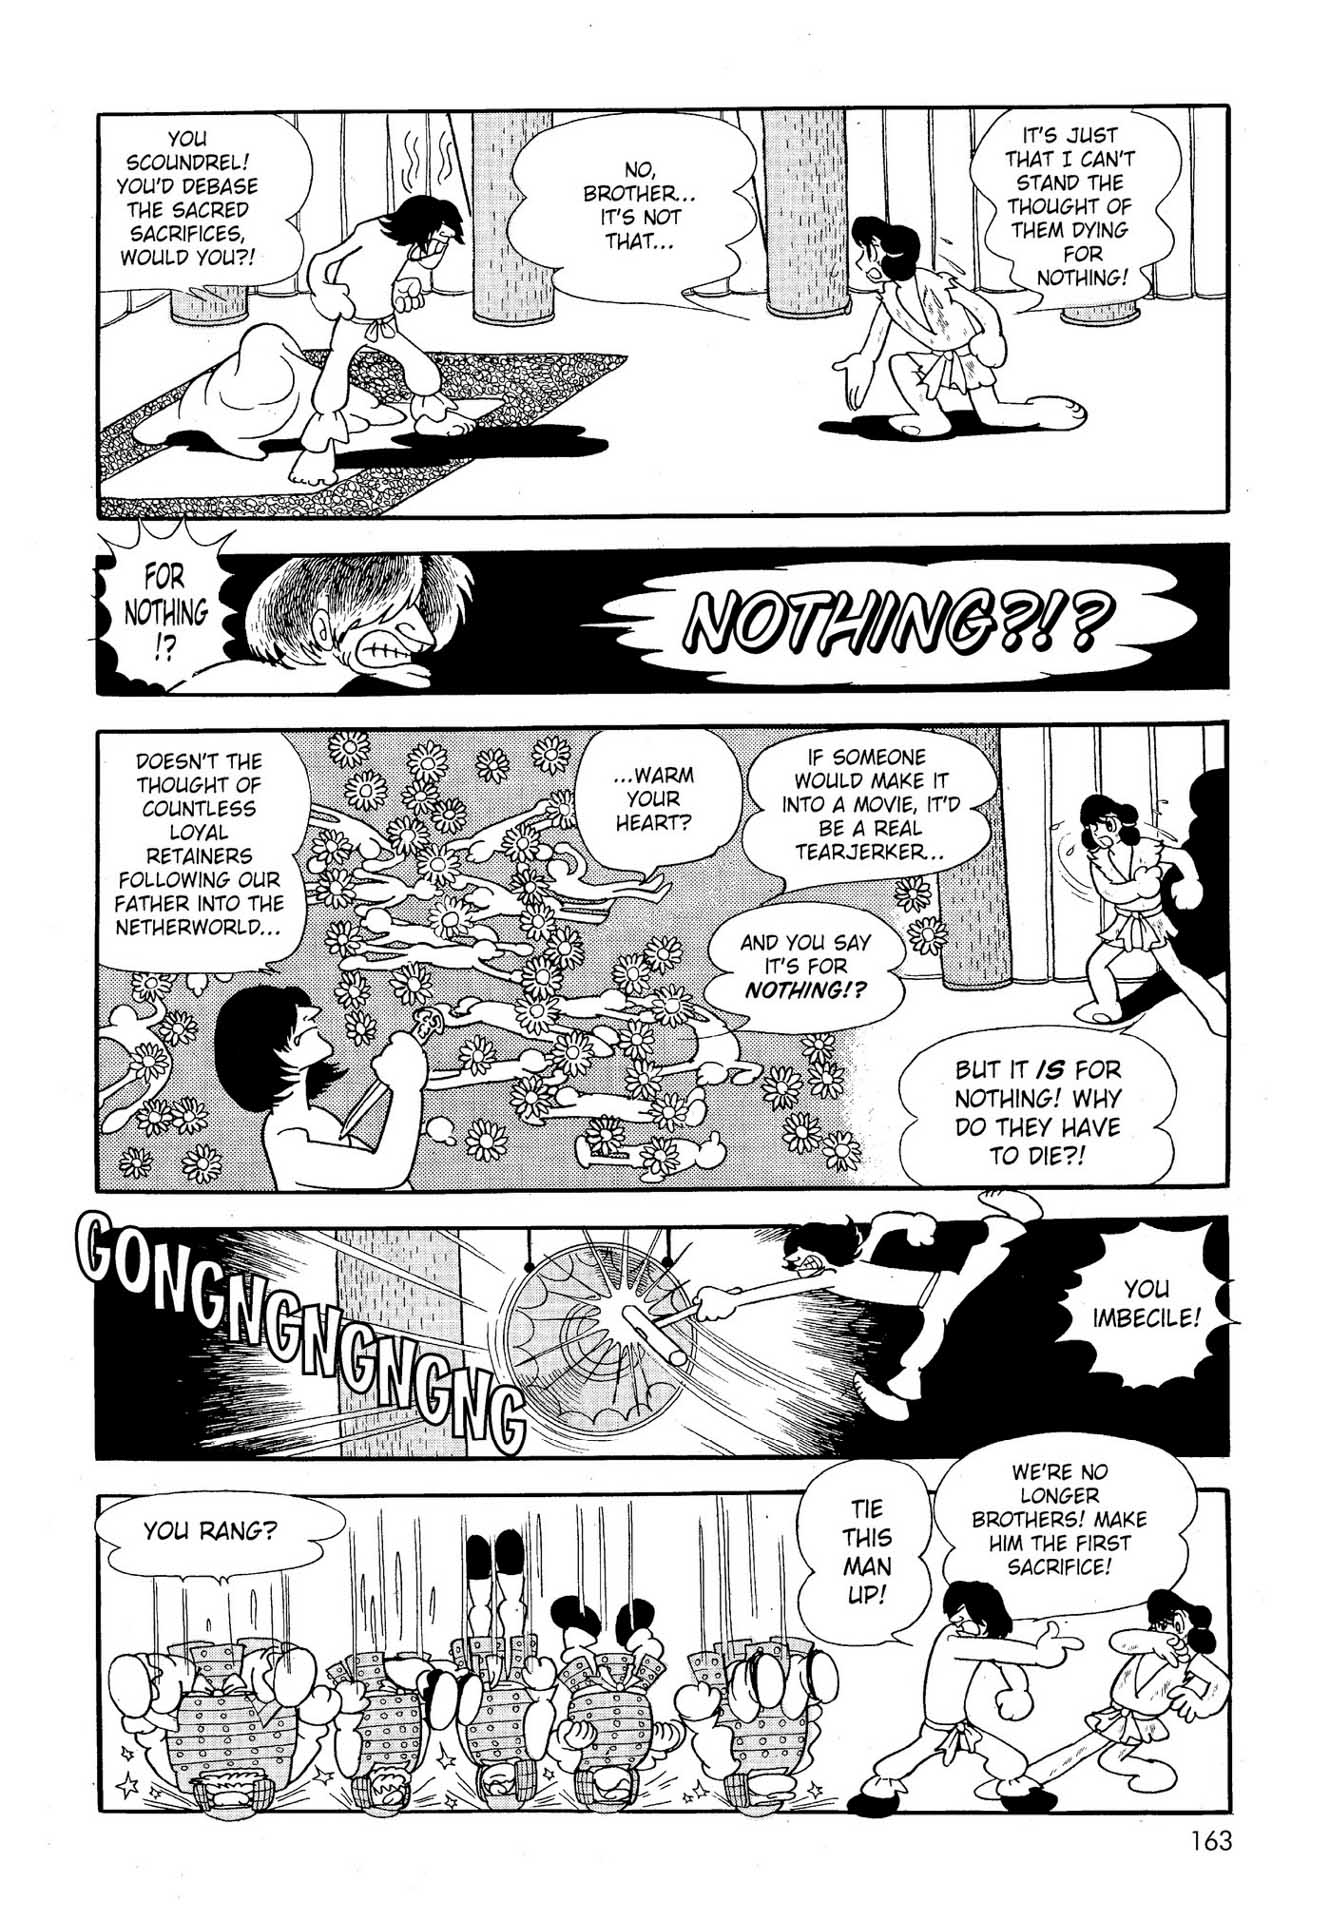 YOU
SCOUNDREL!
YOU'D DEBASE
THE SACRED
SACRIFICES,
WOULD YOU?!
NO,
BROTHER...
IT'S NOT
THAT...
IT'S JUST
THAT I CAN'T
STAND THE
THOUGHT OF
THEM DYING
FOR
NOTHING!
FOR
NOTHING
!?
NOTHING?!?
DOESN'T THE
THOUGHT OF
COUNTLESS
LOYAL
RETAINERS
FOLLOWING OUR
FATHER INTO THE
NETHERWORLD...
...WARM
YOUR
HEART?
IF SOMEONE
WOULD MAKE IT
INTO A MOVIE, IT'D
BE A REAL
TEARJERKER...
AND YOU SAY
IT'S FOR
NOTHING!?
BUT IT IS FOR
NOTHING! WHY
DO THEY HAVE
TO DIE?!
GONGNGNGNGNGNG
YOU
IMBECILE!
YOU RANG?
TIE
THIS
MAN
UP!
WE'RE NO
LONGER
BROTHERS! MAKE
HIM THE FIRST
SACRIFICE!
163